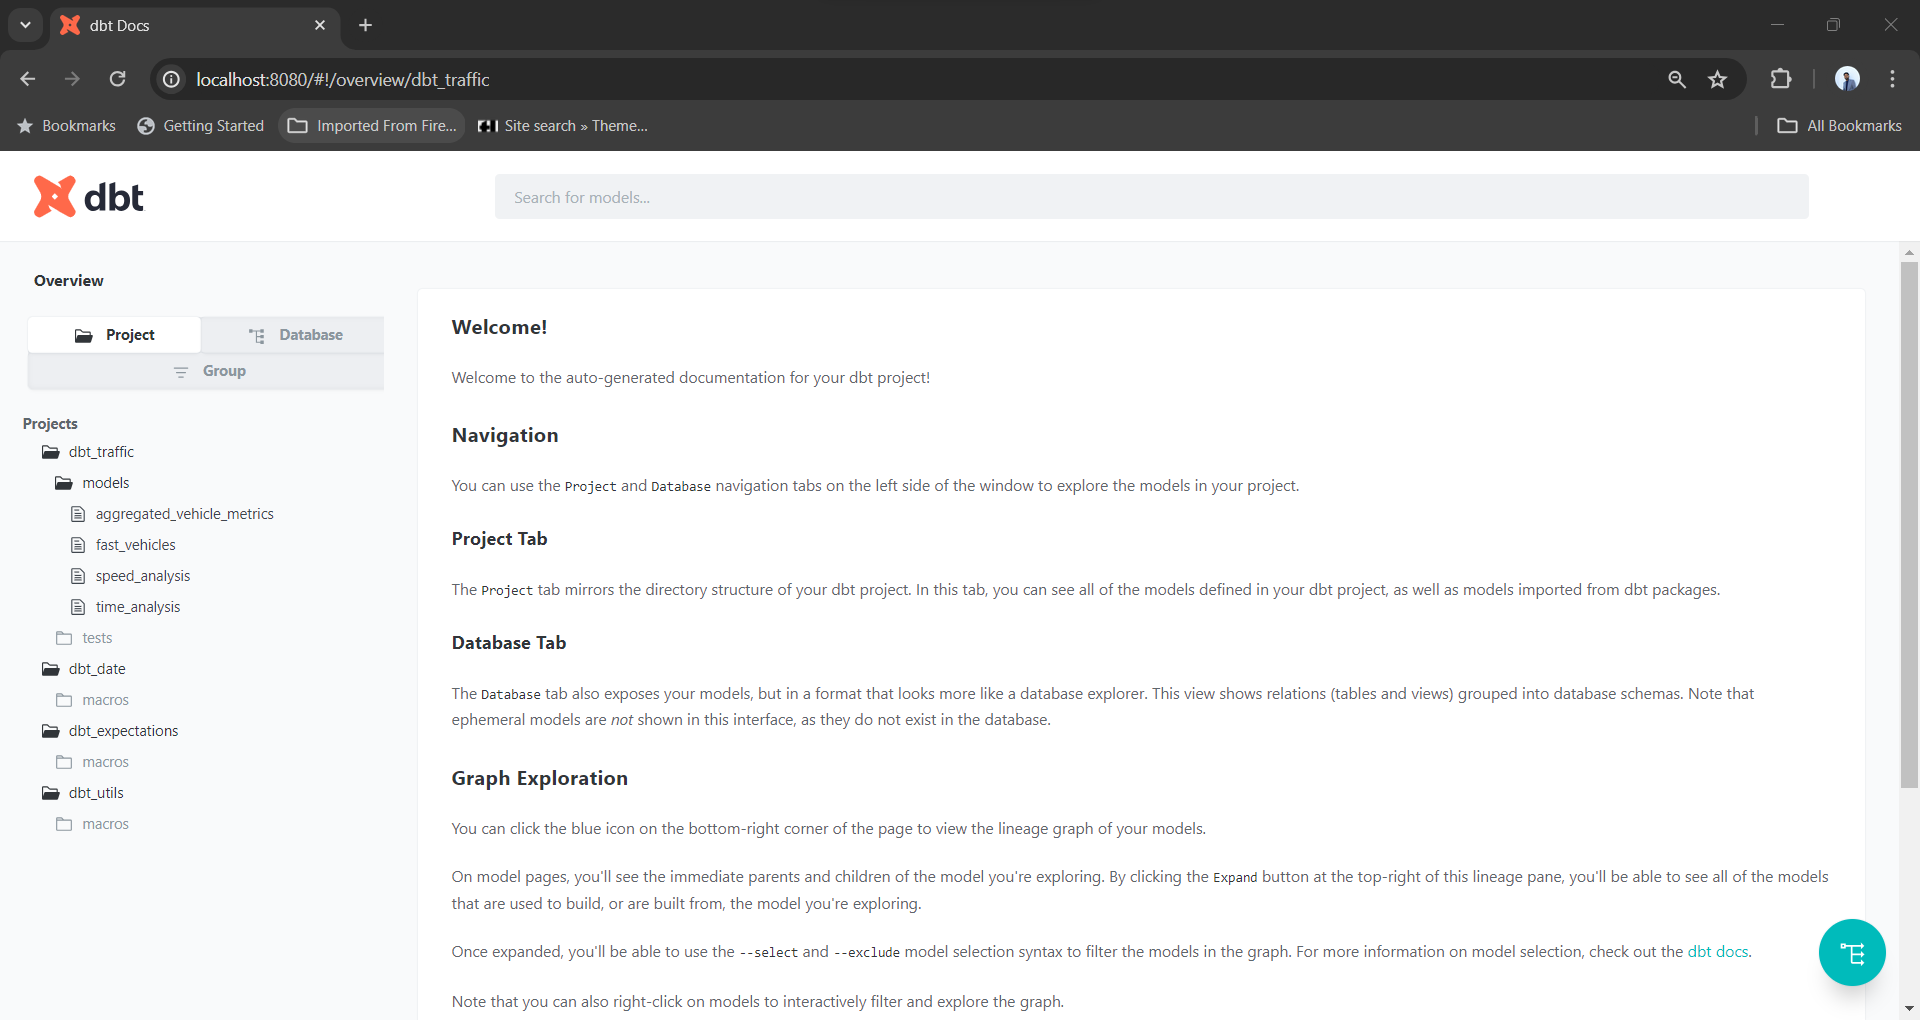 dbt Docs
localhost:8080/#!/overview/dbt_traffic
Bookmarks
Getting Started
Imported From Fire...
Site search » Theme...
All Bookmarks
dbt
Search for models...
Overview
Project
Database
Group
Projects
dbt_traffic
models
aggregated_vehicle_metrics
fast_vehicles
speed_analysis
time_analysis
tests
dbt_date
macros
dbt_expectations
macros
dbt_utils
macros
Welcome!
Welcome to the auto-generated documentation for your dbt project!
Navigation
You can use the Project and Database navigation tabs on the left side of the window to explore the models in your project.
Project Tab
The Project tab mirrors the directory structure of your dbt project. In this tab, you can see all of the models defined in your dbt project, as well as models imported from dbt packages.
Database Tab
The Database tab also exposes your models, but in a format that looks more like a database explorer. This view shows relations (tables and views) grouped into database schemas. Note that
ephemeral models are not shown in this interface, as they do not exist in the database.
Graph Exploration
You can click the blue icon on the bottom-right corner of the page to view the lineage graph of your models.
On model pages, you'll see the immediate parents and children of the model you're exploring. By clicking the Expand button at the top-right of this lineage pane, you'll be able to see all of the models
that are used to build, or are built from, the model you're exploring.
Once expanded, you'll be able to use the --select and --exclude model selection syntax to filter the models in the graph. For more information on model selection, check out the dbt docs.
Note that you can also right-click on models to interactively filter and explore the graph.